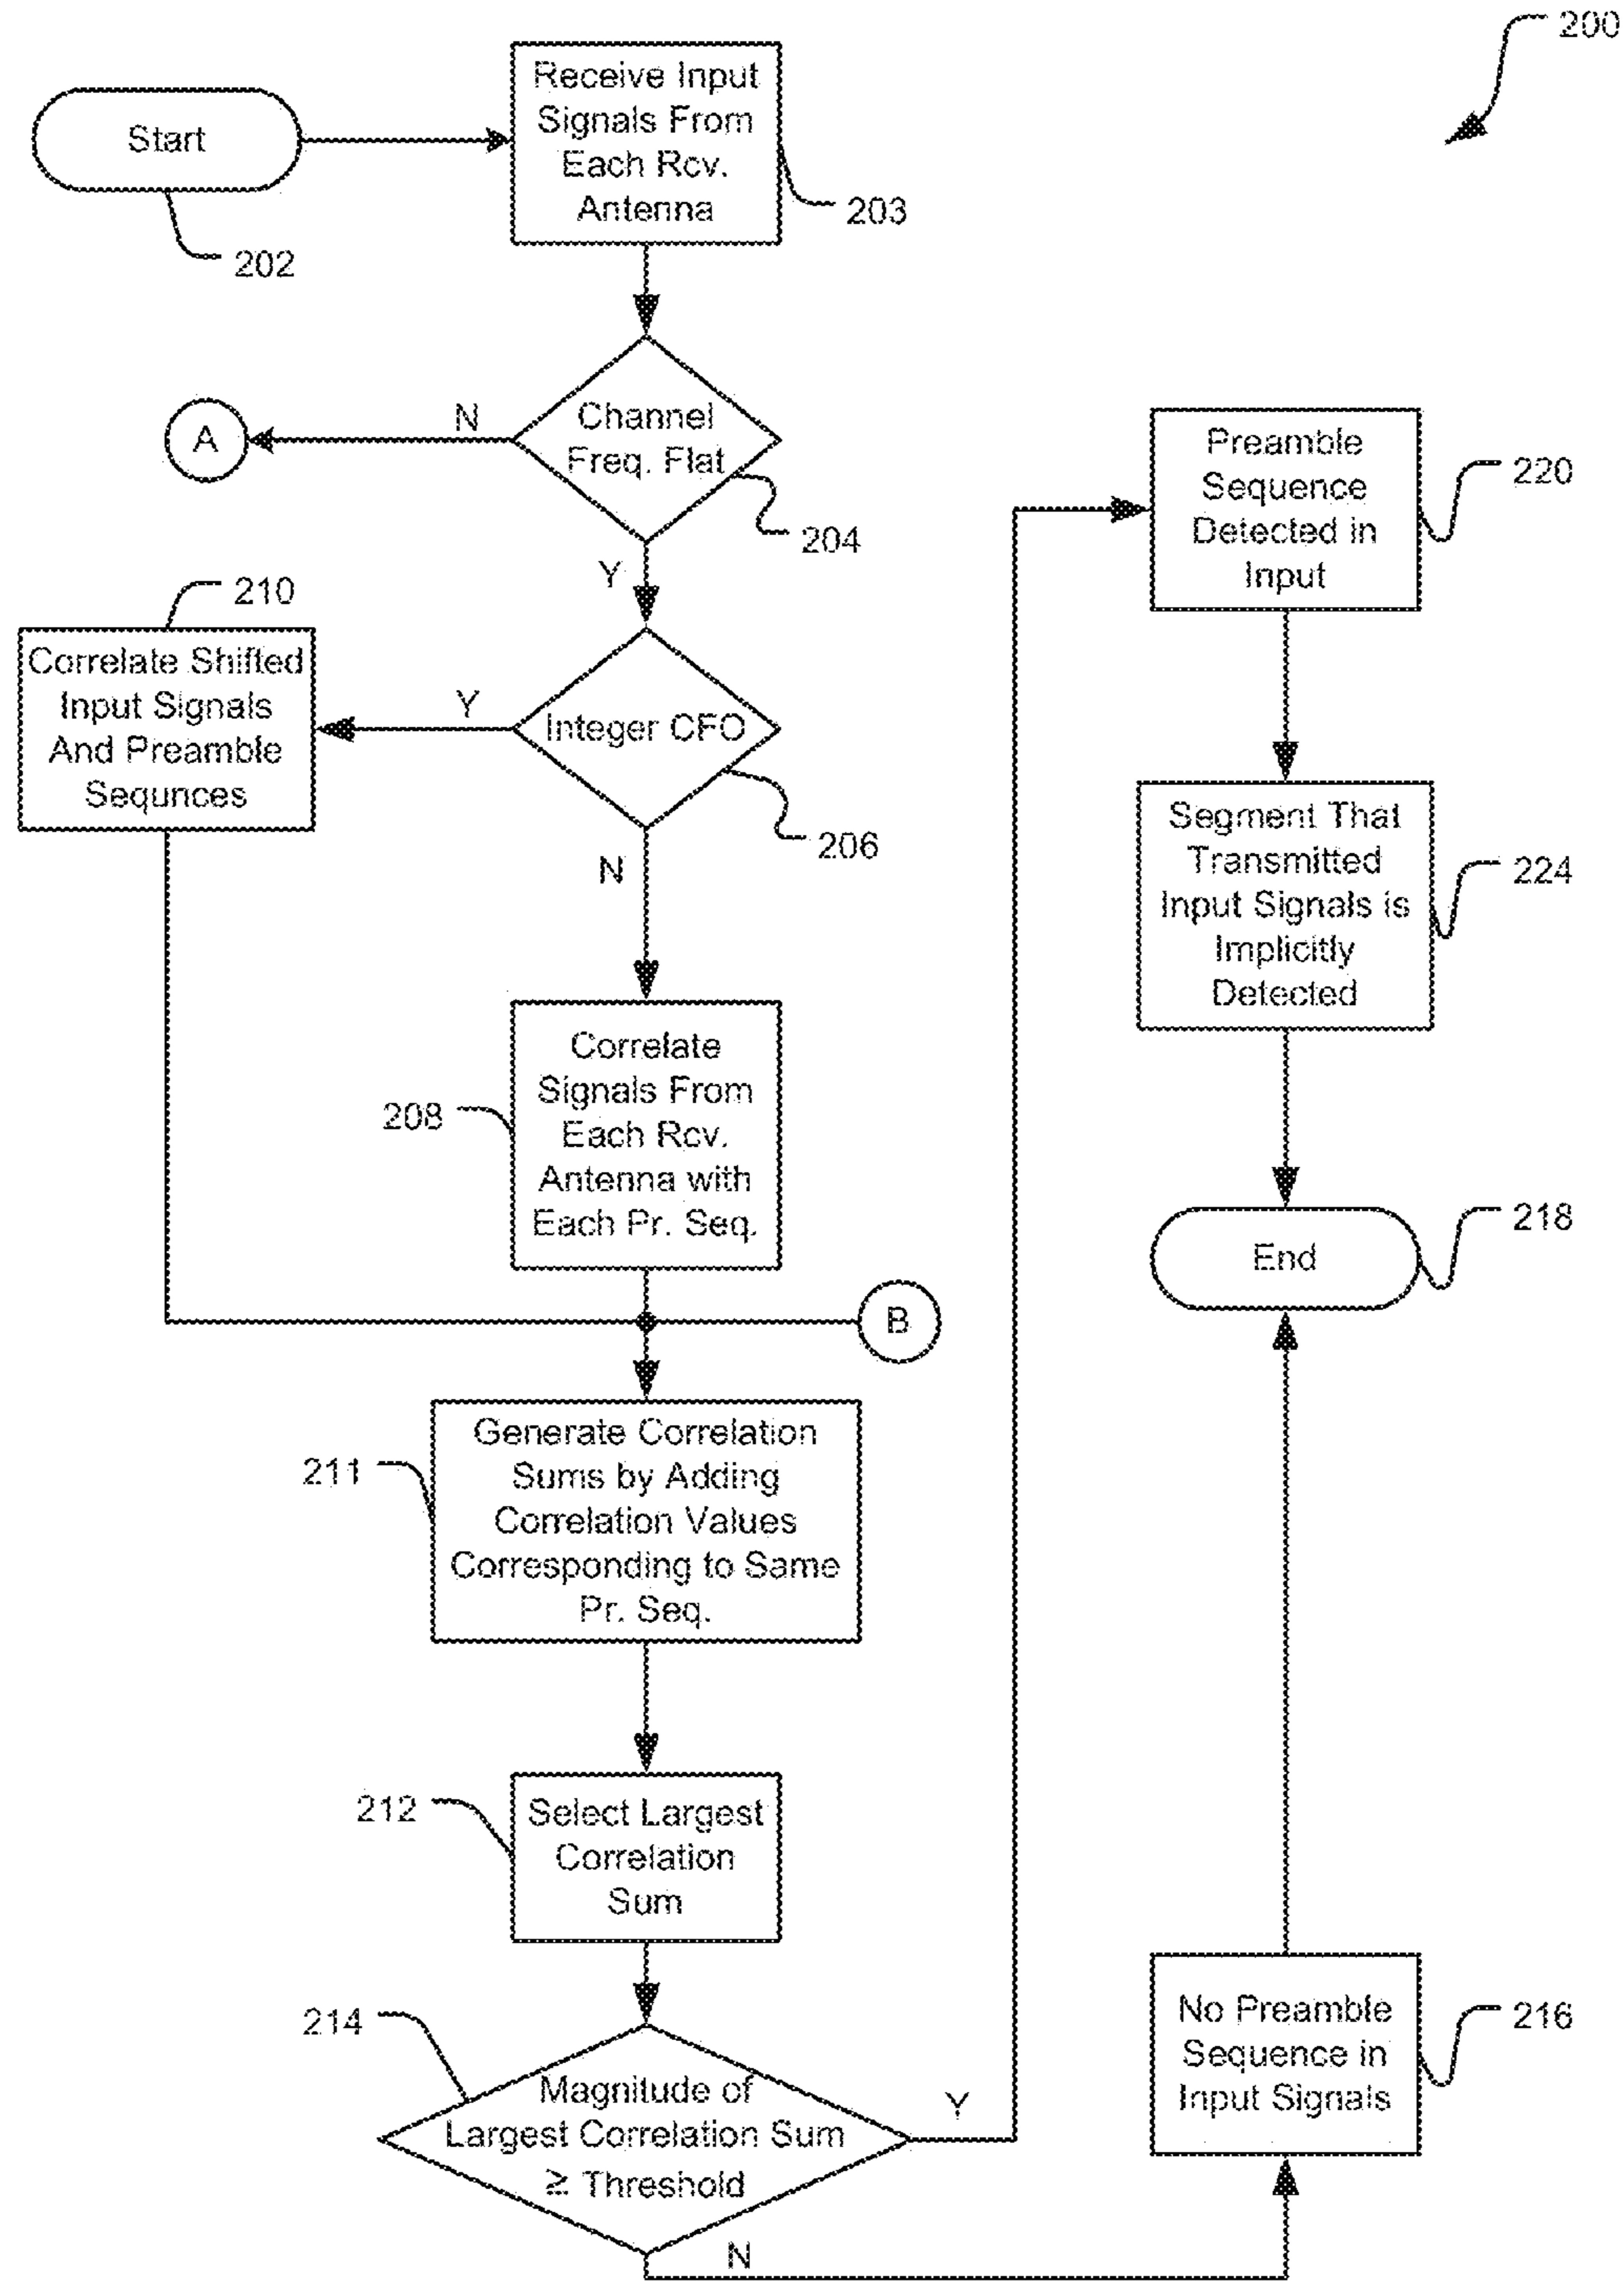 200
Start
202
Receive Input
Signals From
Each Rcv.
Antenna
203
Channel
Freq. Flat
204
N
A
Y
Integer CFO
206
Y
210
Correlate Shifted
Input Signals
And Preamble
Sequnces
N
Correlate
Signals From
Each Rcv.
Antenna with
Each Pr. Seq.
208
B
Generate Correlation
Sums by Adding
Correlation Values
Corresponding to Same
Pr. Seq.
211
Select Largest
Correlation
Sum
212
Magnitude of
Largest Correlation Sum
≥ Threshold
214
Y
N
Preamble
Sequence
Detected in
Input
220
Segment That
Transmitted
Input Signals is
Implicitly
Detected
224
End
218
No Preamble
Sequence in
Input Signals
216